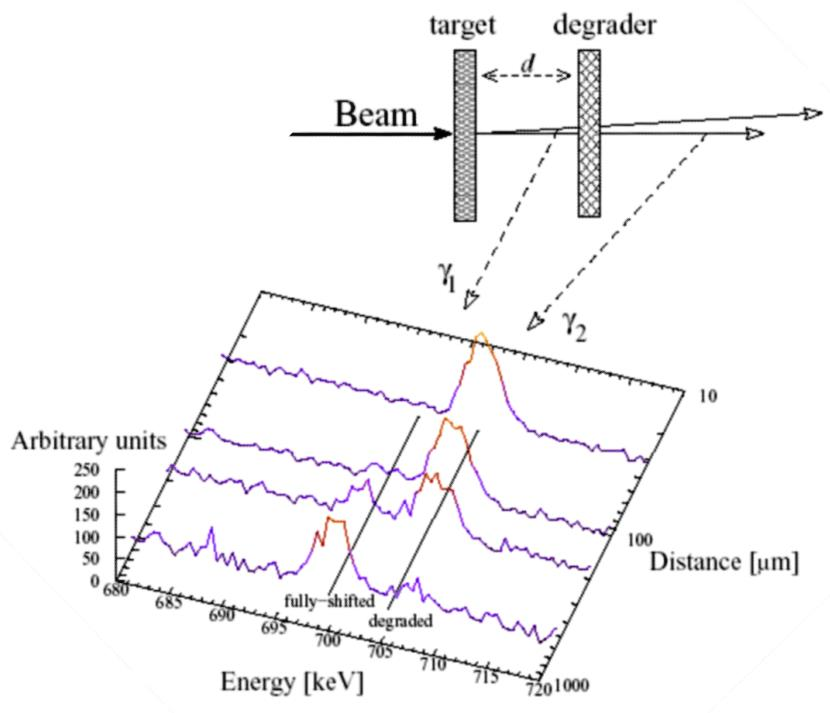 target
degrader
d
Beam
γ1
γ2
10
Arbitrary units
250
200
150
100
50
0
100
Distance [μm]
fully-shifted
degraded
680
685
690
695
700
705
710
715
720
1000
Energy [keV]